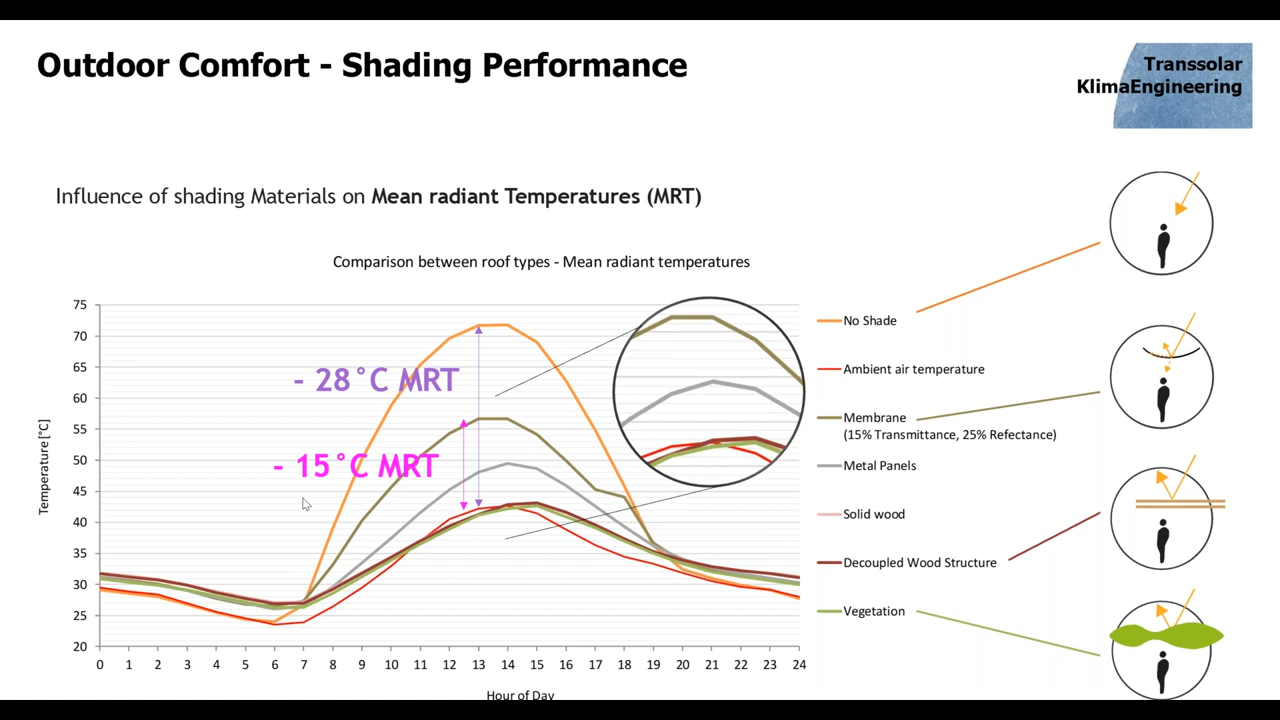 Outdoor Comfort - Shading Performance
Transsolar
KlimaEngineering
Influence of shading Materials on Mean radiant Temperatures (MRT)
Comparison between roof types - Mean radiant temperatures
75
70
65
60
55
50
45
40
35
30
25
20
Temperature [°C]
- 28°C MRT
- 15°C MRT
0 1 2 3 4 5 6 7 8 9 10 11 12 13 14 15 16 17 18 19 20 21 22 23 24
Hour of Day
No Shade
Ambient air temperature
Membrane
(15% Transmittance, 25% Refectance)
Metal Panels
Solid wood
Decoupled Wood Structure
Vegetation